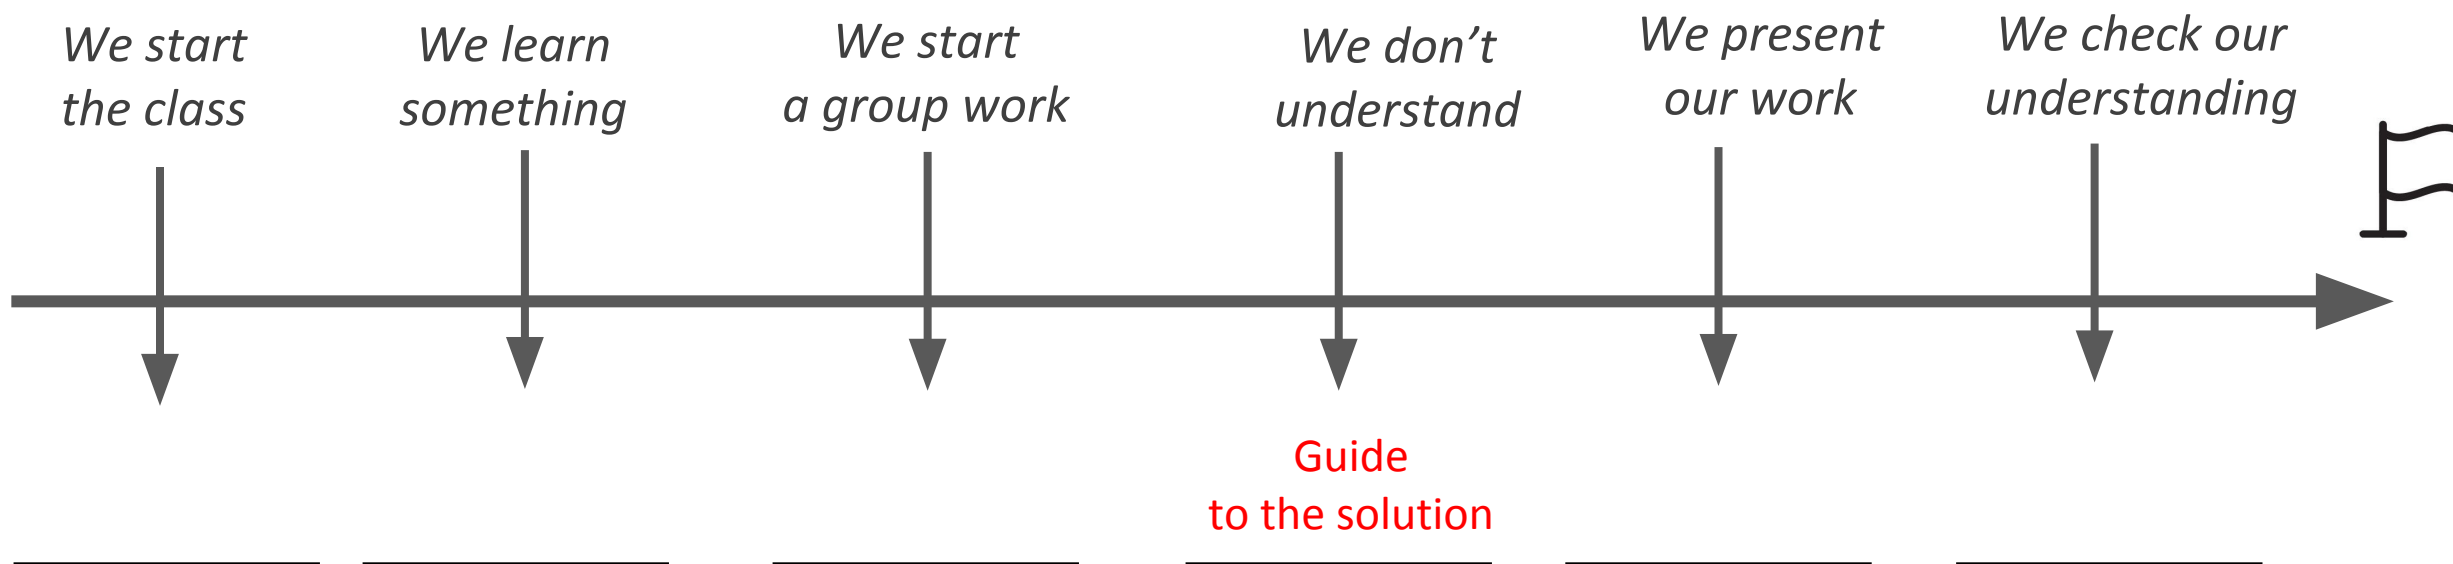 We start
the class
We learn
something
We start
a group work
We don’t
understand
We present
our work
We check our
understanding
Guide
to the solution